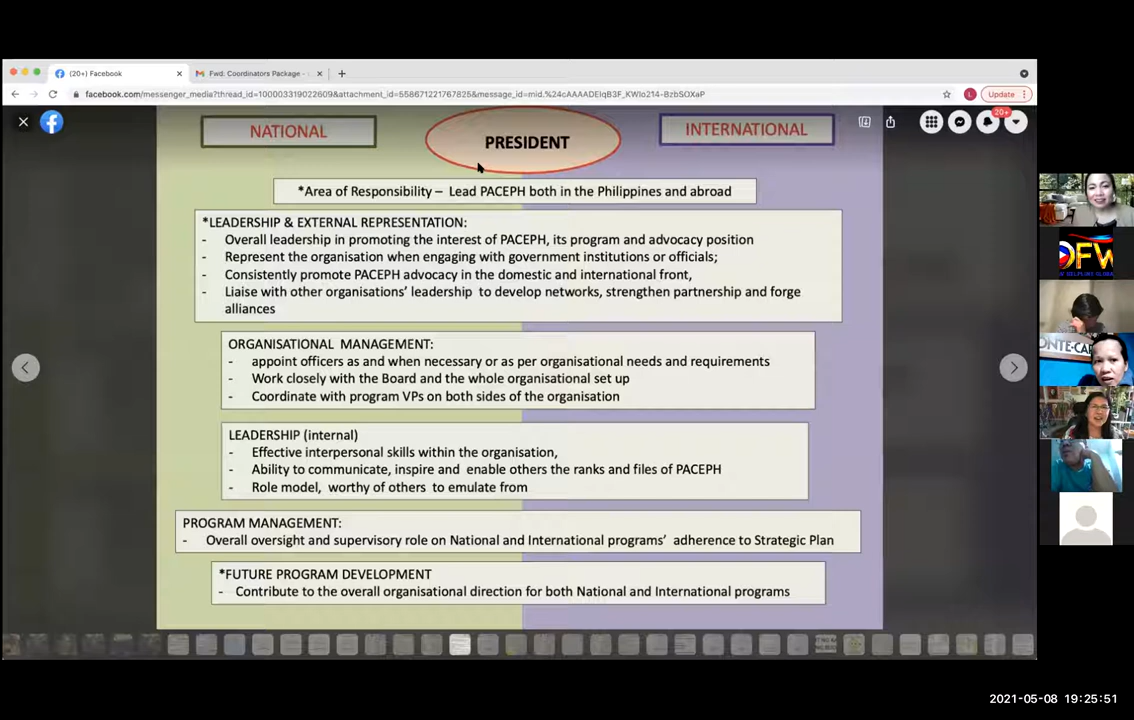 (20+) Facebook
Fwd: Coordinators Package -
facebook.com/messenger_media?thread_id=100003319022609&attachment_id=558671221767825&message_id=mid.%24cAAAADEIqB3F_KWIo214-BzbSOXaP
L
Update
20+
NATIONAL
PRESIDENT
INTERNATIONAL
*Area of Responsibility – Lead PACEPH both in the Philippines and abroad
*LEADERSHIP & EXTERNAL REPRESENTATION:
- Overall leadership in promoting the interest of PACEPH, its program and advocacy position
- Represent the organisation when engaging with government institutions or officials;
- Consistently promote PACEPH advocacy in the domestic and international front,
- Liaise with other organisations' leadership to develop networks, strengthen partnership and forge
alliances
ORGANISATIONAL MANAGEMENT:
- appoint officers as and when necessary or as per organisational needs and requirements
- Work closely with the Board and the whole organisational set up
- Coordinate with program VPs on both sides of the organisation
LEADERSHIP (internal)
- Effective interpersonal skills within the organisation,
- Ability to communicate, inspire and enable others the ranks and files of PACEPH
- Role model, worthy of others to emulate from
PROGRAM MANAGEMENT:
- Overall oversight and supervisory role on National and International programs' adherence to Strategic Plan
*FUTURE PROGRAM DEVELOPMENT
- Contribute to the overall organisational direction for both National and International programs
OFW
ONTE-CA
2021-05-08 19:25:51